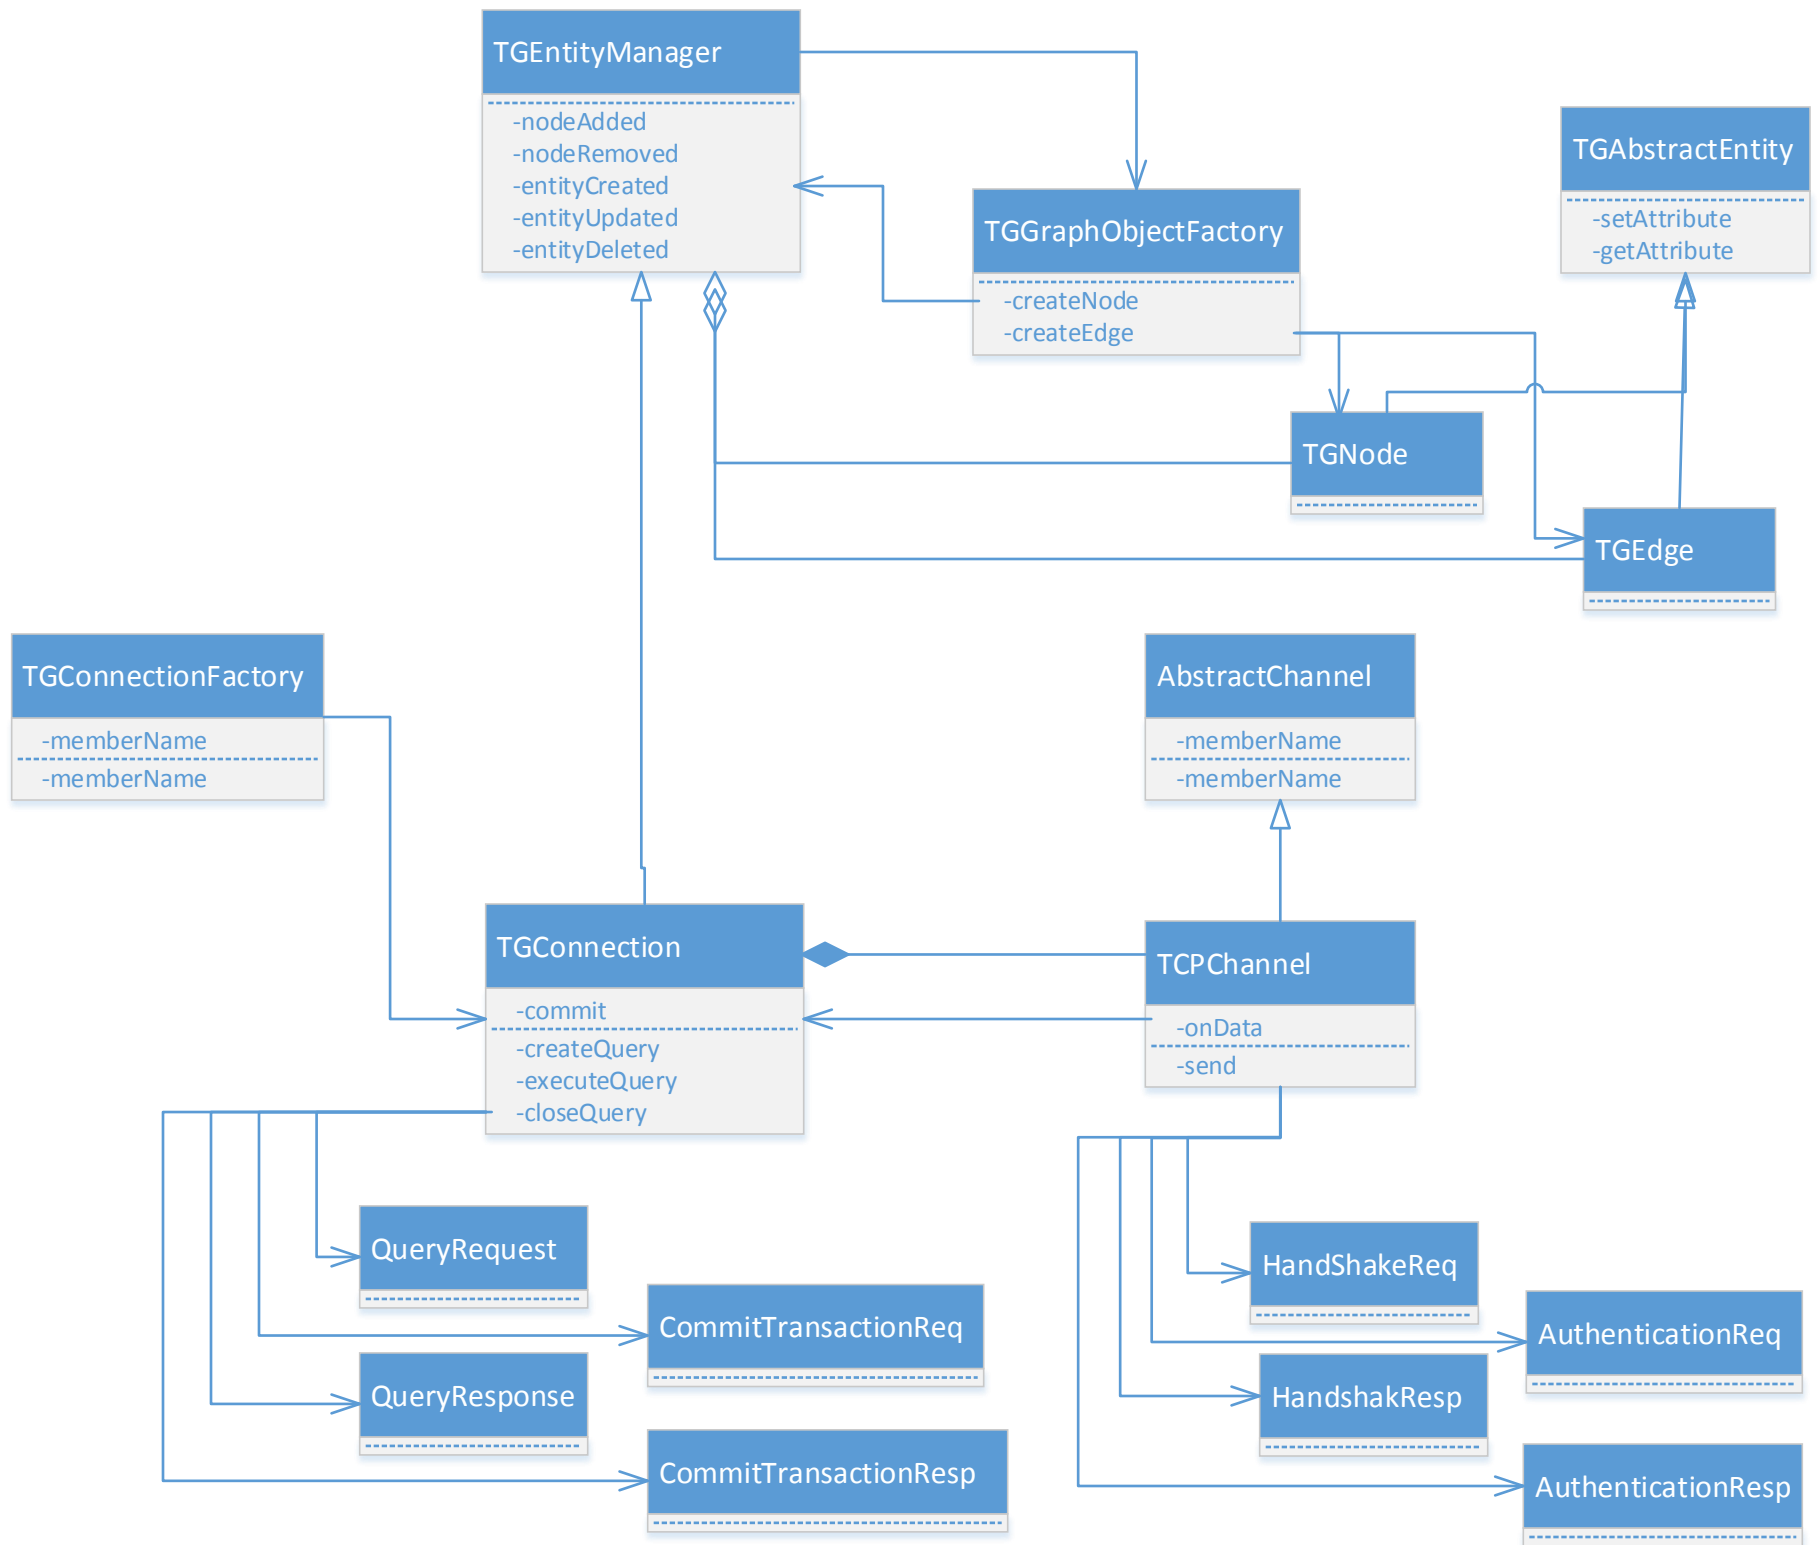 TGEntityManager
-nodeAdded
-nodeRemoved
-entityCreated
-entityUpdated
-entityDeleted
TGGraphObjectFactory
-createNode
-createEdge
TGAbstractEntity
-setAttribute
-getAttribute
TGNode
TGEdge
TGConnectionFactory
-memberName
-memberName
AbstractChannel
-memberName
-memberName
TGConnection
-commit
-createQuery
-executeQuery
-closeQuery
TCPChannel
-onData
-send
QueryRequest
CommitTransactionReq
QueryResponse
CommitTransactionResp
HandShakeReq
AuthenticationReq
HandshakResp
AuthenticationResp